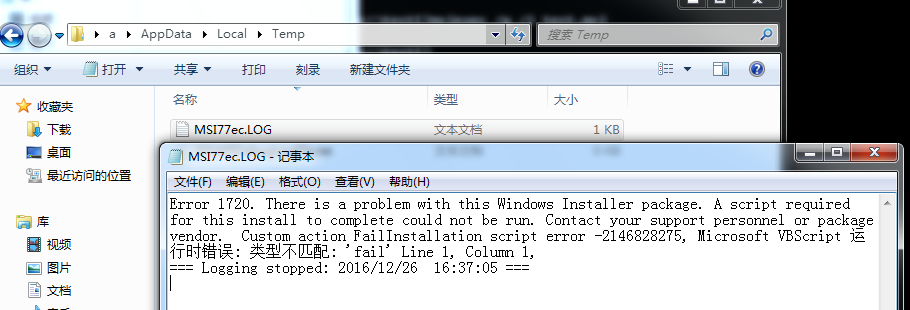 a ▸ AppData ▸ Local ▸ Temp
搜索 Temp
组织 打开 共享 打印 刻录 新建文件夹
收藏夹
下载
桌面
最近访问的位置
库
视频
图片
文档
名称 类型 大小
MSI77ec.LOG 文本文档 1 KB
MSI77ec.LOG - 记事本
文件(F) 编辑(E) 格式(O) 查看(V) 帮助(H)
Error 1720. There is a problem with this Windows Installer package. A script required
for this install to complete could not be run. Contact your support personnel or package
vendor.  Custom action FailInstallation script error -2146828275, Microsoft VBScript 运
行时错误: 类型不匹配: 'fail' Line 1, Column 1,
=== Logging stopped: 2016/12/26  16:37:05 ===